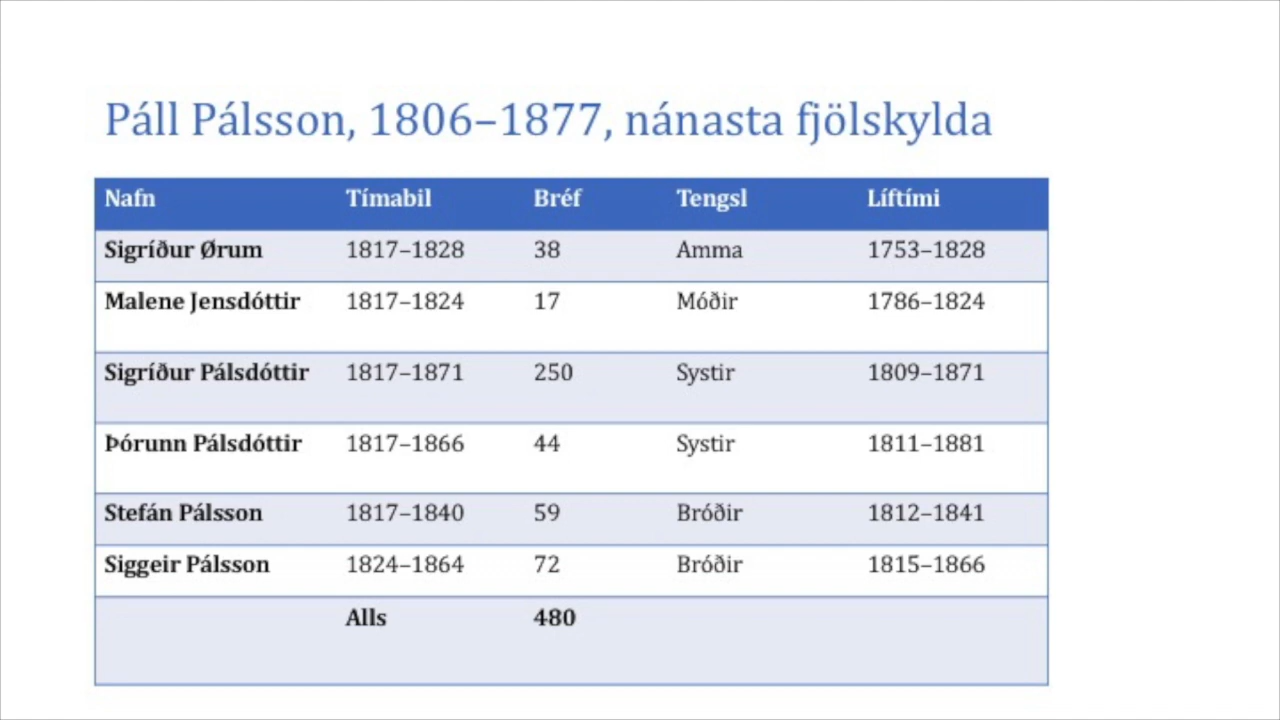 Páll Pálsson, 1806–1877, nánasta fjölskylda
Nafn Tímabil Bréf Tengsl Líftími
Sigríður Ørum 1817–1828 38 Amma 1753–1828
Malene Jensdóttir 1817–1824 17 Móðir 1786–1824
Sigríður Pálsdóttir 1817–1871 250 Systir 1809–1871
Þórunn Pálsdóttir 1817–1866 44 Systir 1811–1881
Stefán Pálsson 1817–1840 59 Bróðir 1812–1841
Siggeir Pálsson 1824–1864 72 Bróðir 1815–1866
Alls 480